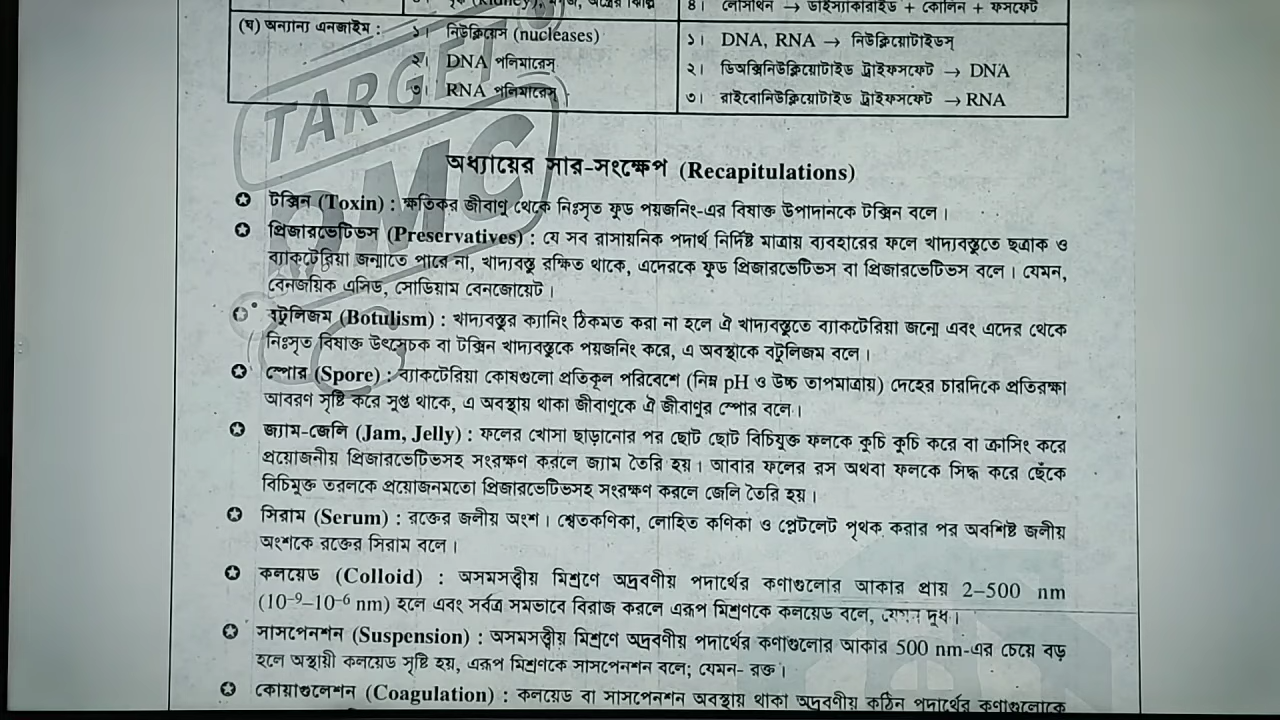 ৪। লেসিথিন → ডাইগ্লিসারাইড + কোলিন + ফসফেট
(ঘ) অন্যান্য এনজাইম : ১। নিউক্লিয়েস (nucleases) ১। DNA, RNA → নিউক্লিয়োটাইডস্
২। DNA পলিমারেস্ ২। ডিঅক্সিনিউক্লিয়োটাইড ট্রাইফসফেট → DNA
৩। RNA পলিমারেস্ ৩। রাইবোনিউক্লিয়োটাইড ট্রাইফসফেট → RNA
TARGET
DMC
অধ্যায়ের সার-সংক্ষেপ (Recapitulations)
টক্সিন (Toxin) : ক্ষতিকর জীবাণু থেকে নিঃসৃত ফুড পয়জনিং-এর বিষাক্ত উপাদানকে টক্সিন বলে।
প্রিজারভেটিভস (Preservatives) : যে সব রাসায়নিক পদার্থ নির্দিষ্ট মাত্রায় ব্যবহারের ফলে খাদ্যবস্তুতে ছত্রাক ও
ব্যাকটেরিয়া জন্মাতে পারে না, খাদ্যবস্তু রক্ষিত থাকে, এদেরকে ফুড প্রিজারভেটিভস বা প্রিজারভেটিভস বলে। যেমন,
বেনজয়িক এসিড, সোডিয়াম বেনজোয়েট।
বটুলিজম (Botulism) : খাদ্যবস্তুর ক্যানিং ঠিকমত করা না হলে ঐ খাদ্যবস্তুতে ব্যাকটেরিয়া জন্মে এবং এদের থেকে
নিঃসৃত বিষাক্ত উৎসেচক বা টক্সিন খাদ্যবস্তুকে পয়জনিং করে, এ অবস্থাকে বটুলিজম বলে।
স্পোর (Spore) : ব্যাকটেরিয়া কোষগুলো প্রতিকূল পরিবেশে (নিম্ন pH ও উচ্চ তাপমাত্রায়) দেহের চারদিকে প্রতিরক্ষা
আবরণ সৃষ্টি করে সুপ্ত থাকে, এ অবস্থায় থাকা জীবাণুকে ঐ জীবাণুর স্পোর বলে।
জ্যাম-জেলি (Jam, Jelly) : ফলের খোসা ছাড়ানোর পর ছোট ছোট বিচিযুক্ত ফলকে কুচি কুচি করে বা ক্রাসিং করে
প্রয়োজনীয় প্রিজারভেটিভসহ সংরক্ষণ করলে জ্যাম তৈরি হয়। আবার ফলের রস অথবা ফলকে সিদ্ধ করে ছেঁকে
বিচিমুক্ত তরলকে প্রয়োজনমতো প্রিজারভেটিভসহ সংরক্ষণ করলে জেলি তৈরি হয়।
সিরাম (Serum) : রক্তের জলীয় অংশ। শ্বেতকণিকা, লোহিত কণিকা ও প্লেটলেট পৃথক করার পর অবশিষ্ট জলীয়
অংশকে রক্তের সিরাম বলে।
কলয়েড (Colloid) : অসমসত্ত্বীয় মিশ্রণে অদ্রবণীয় পদার্থের কণাগুলোর আকার প্রায় 2–500 nm
(10⁻⁹–10⁻⁶ nm) হলে এবং সর্বত্র সমভাবে বিরাজ করলে এরূপ মিশ্রণকে কলয়েড বলে, যেমন দুধ।
সাসপেনশন (Suspension) : অসমসত্ত্বীয় মিশ্রণে অদ্রবণীয় পদার্থের কণাগুলোর আকার 500 nm-এর চেয়ে বড়
হলে অস্থায়ী কলয়েড সৃষ্টি হয়, এরূপ মিশ্রণকে সাসপেনশন বলে; যেমন- রক্ত।
কোয়াগুলেশন (Coagulation) : কলয়েড বা সাসপেনশন অবস্থায় থাকা অদ্রবণীয় কঠিন পদার্থের কণাগুলোকে